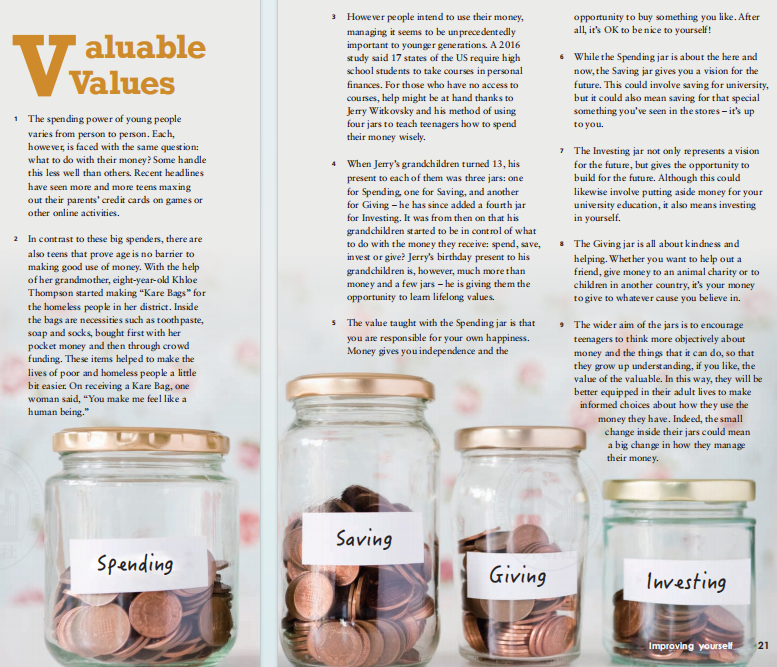 Valuable
Values
1 The spending power of young people
varies from person to person. Each,
however, is faced with the same question:
what to do with their money? Some handle
this less well than others. Recent headlines
have seen more and more teens maxing
out their parents' credit cards on games or
other online activities.
2 In contrast to these big spenders, there are
also teens that prove age is no barrier to
making good use of money. With the help
of her grandmother, eight-year-old Khloe
Thompson started making “Kare Bags” for
the homeless people in her district. Inside
the bags are necessities such as toothpaste,
soap and socks, bought first with her
pocket money and then through crowd
funding. These items helped to make the
lives of poor and homeless people a little
bit easier. On receiving a Kare Bag, one
woman said, “You make me feel like a
human being.”
3 However people intend to use their money,
managing it seems to be unprecedentedly
important to younger generations. A 2016
study said 17 states of the US require high
school students to take courses in personal
finances. For those who have no access to
courses, help might be at hand thanks to
Jerry Witkovsky and his method of using
four jars to teach teenagers how to spend
their money wisely.
4 When Jerry's grandchildren turned 13, his
present to each of them was three jars: one
for Spending, one for Saving, and another
for Giving – he has since added a fourth jar
for Investing. It was from then on that his
grandchildren started to be in control of what
to do with the money they receive: spend, save,
invest or give? Jerry's birthday present to his
grandchildren is, however, much more than
money and a few jars – he is giving them the
opportunity to learn lifelong values.
5 The value taught with the Spending jar is that
you are responsible for your own happiness.
Money gives you independence and the
opportunity to buy something you like. After
all, it's OK to be nice to yourself!
6 While the Spending jar is about the here and
now, the Saving jar gives you a vision for the
future. This could involve saving for university,
but it could also mean saving for that special
something you've seen in the stores – it's up
to you.
7 The Investing jar not only represents a vision
for the future, but gives the opportunity to
build for the future. Although this could
likewise involve putting aside money for your
university education, it also means investing
in yourself.
8 The Giving jar is all about kindness and
helping. Whether you want to help out a
friend, give money to an animal charity or to
children in another country, it's your money
to give to whatever cause you believe in.
9 The wider aim of the jars is to encourage
teenagers to think more objectively about
money and the things that it can do, so that
they grow up understanding, if you like, the
value of the valuable. In this way, they will be
better equipped in their adult lives to make
informed choices about how they use the
money they have. Indeed, the small
change inside their jars could mean
a big change in how they manage
their money.
Spending
Saving
Giving
Investing
Improving yourself 21